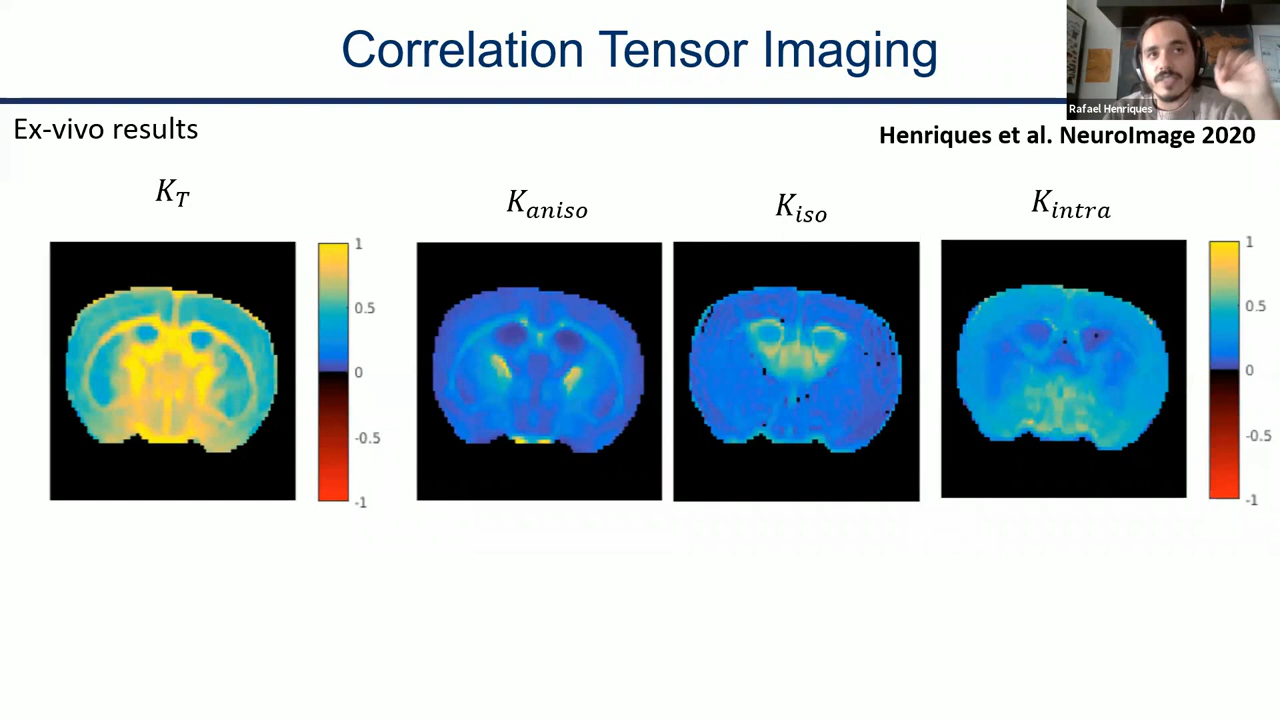 Correlation Tensor Imaging
Rafael Henriques
Ex-vivo results
Henriques et al. NeuroImage 2020
K_T
K_aniso
K_iso
K_intra
1
0.5
0
-0.5
-1
1
0.5
0
-0.5
-1